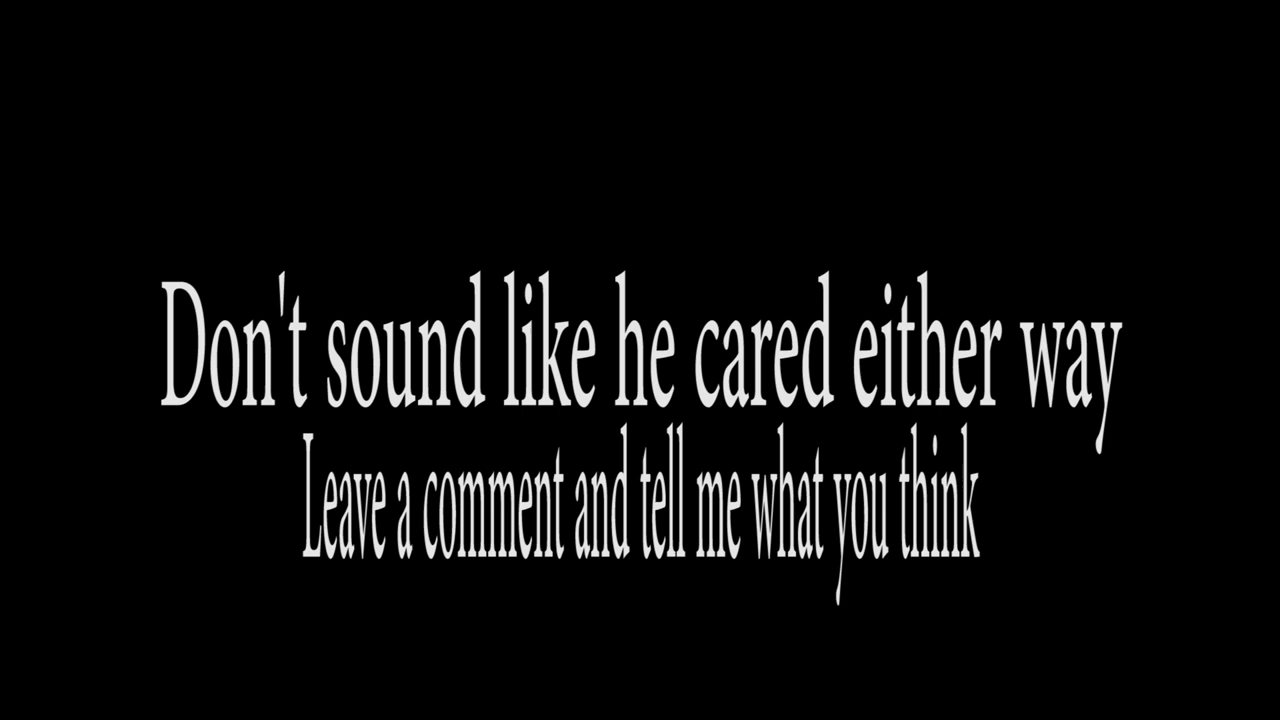 Don't sound like he cared either way
Leave a comment and tell me what you think